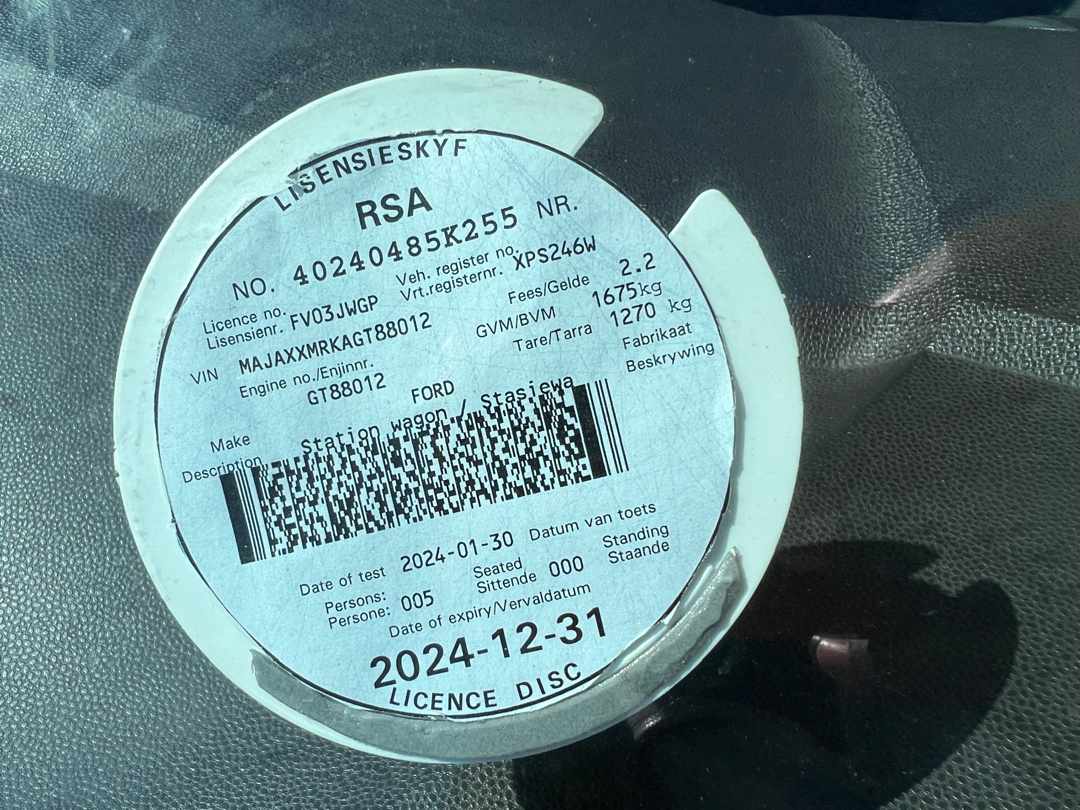 LISENSIESKYF
RSA
NO. 40240485K255 NR.
Licence no. Veh. register no.
Lisensienr. FV03JWGP Vrt.registernr. XPS246W
Fees/Gelde 2.2
VIN MAJAXXMRKAGT88012 GVM/BVM 1675kg
Engine no./Enjinnr. Tare/Tarra 1270 kg
GT88012
Make FORD Fabrikaat
Description Station wagon / Stasiewa Beskrywing
Date of test 2024-01-30 Datum van toets
Persons: Seated Standing
Persone: 005 Sittende 000 Staande
Date of expiry/Vervaldatum
2024-12-31
LICENCE DISC